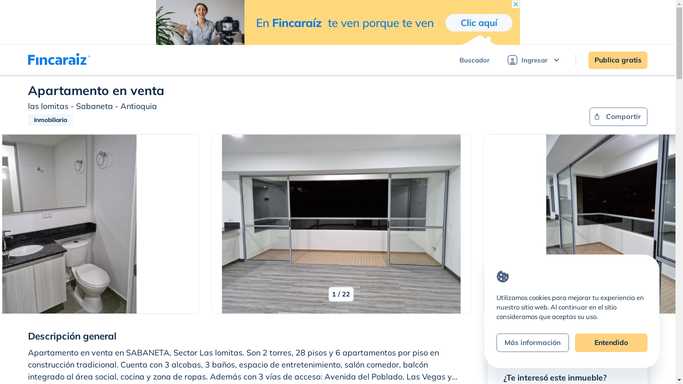 En Fincaraíz te ven porque te ven
Clic aquí
Fincaraiz
Buscador
Ingresar
Publica gratis
Apartamento en venta
las lomitas - Sabaneta - Antioquia
Inmobiliaria
Compartir
1 / 22
Utilizamos cookies para mejorar tu experiencia en
nuestro sitio web. Al continuar en el sitio
consideramos que aceptas su uso.
Más información
Entendido
Descripción general
Apartamento en venta en SABANETA, Sector Las lomitas. Son 2 torres, 28 pisos y 6 apartamentos por piso en
construcción tradicional. Cuenta con 3 alcobas, 3 baños, espacio de entretenimiento, salón comedor, balcón
integrado al área social, cocina y zona de ropas. Además con 3 vías de acceso: Avenida del Poblado, Las Vegas y...
¿Te interesó este inmueble?